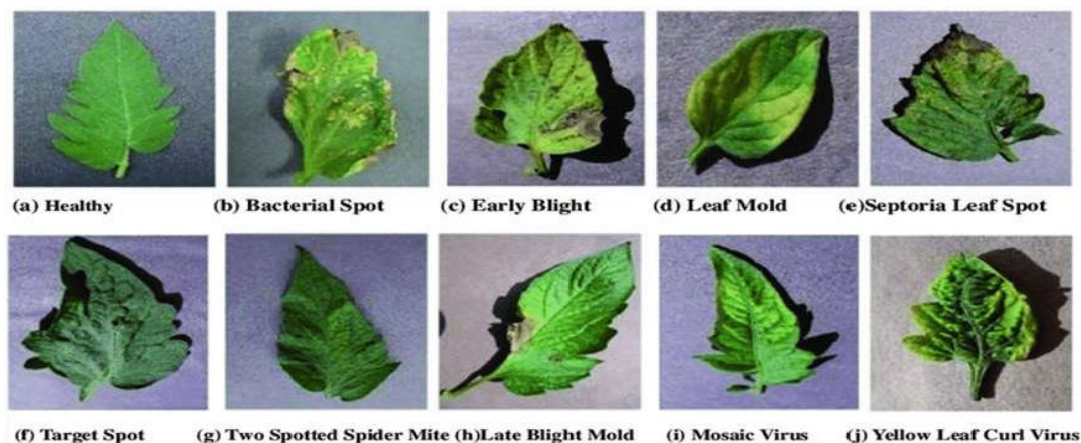 (a) Healthy (b) Bacterial Spot (c) Early Blight (d) Leaf Mold (e)Septoria Leaf Spot
(f) Target Spot (g) Two Spotted Spider Mite (h)Late Blight Mold (i) Mosaic Virus (j) Yellow Leaf Curl Virus